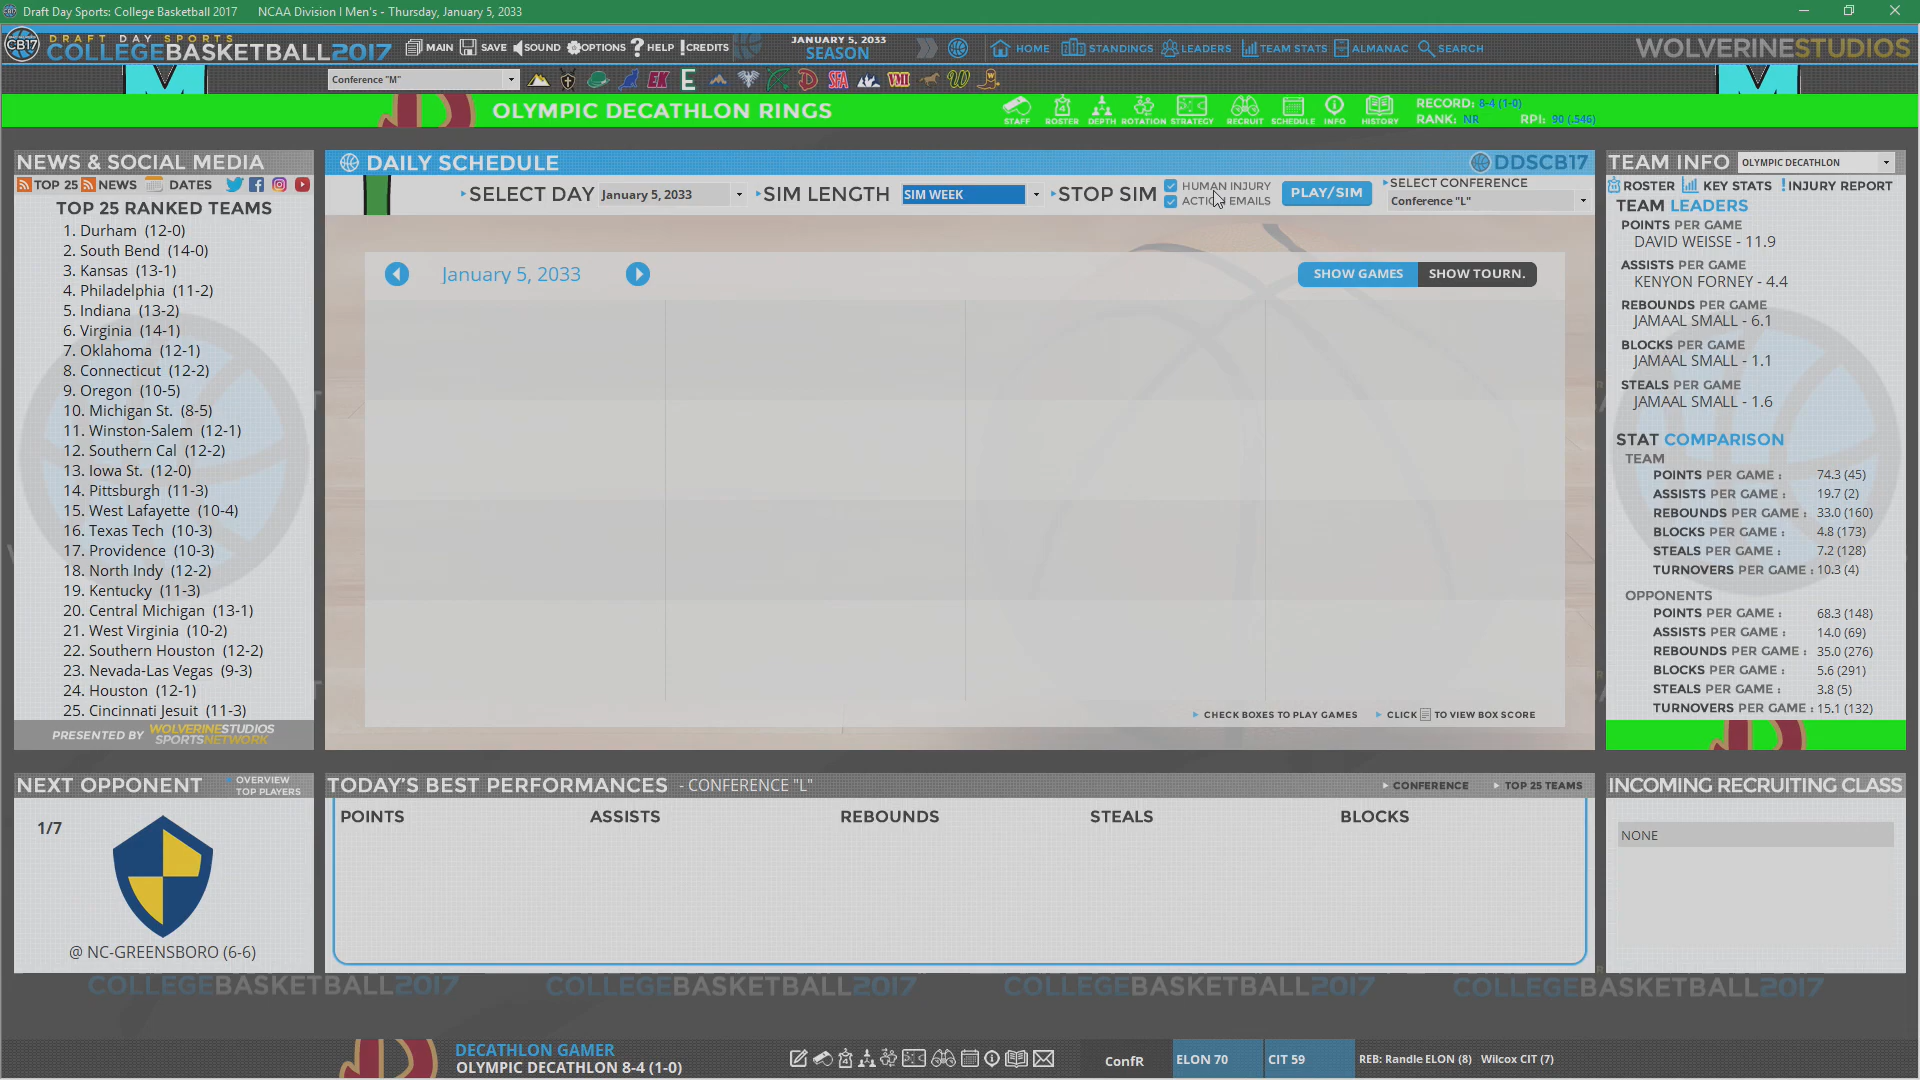 Draft Day Sports: College Basketball 2017 NCAA Division I Men's - Thursday, January 5, 2033
CB17 DRAFT DAY SPORTS COLLEGEBASKETBALL2017
MAIN SAVE SOUND OPTIONS HELP CREDITS
JANUARY 5, 2033
SEASON
HOME STANDINGS LEADERS TEAM STATS ALMANAC SEARCH
WOLVERINESTUDIOS
Conference "M"
OLYMPIC DECATHLON RINGS
STAFF ROSTER DEPTH ROTATION STRATEGY RECRUIT SCHEDULE INFO HISTORY
RECORD: 8-4 (1-0)
RANK: NR RPI: 90 (.546)
NEWS & SOCIAL MEDIA
TOP 25 NEWS DATES
TOP 25 RANKED TEAMS
1. Durham (12-0)
2. South Bend (14-0)
3. Kansas (13-1)
4. Philadelphia (11-2)
5. Indiana (13-2)
6. Virginia (14-1)
7. Oklahoma (12-1)
8. Connecticut (12-2)
9. Oregon (10-5)
10. Michigan St. (8-5)
11. Winston-Salem (12-1)
12. Southern Cal (12-2)
13. Iowa St. (12-0)
14. Pittsburgh (11-3)
15. West Lafayette (10-4)
16. Texas Tech (10-3)
17. Providence (10-3)
18. North Indy (12-2)
19. Kentucky (11-3)
20. Central Michigan (13-1)
21. West Virginia (10-2)
22. Southern Houston (12-2)
23. Nevada-Las Vegas (9-3)
24. Houston (12-1)
25. Cincinnati Jesuit (11-3)
PRESENTED BY WOLVERINESTUDIOS SPORTSNETWORK
DAILY SCHEDULE
DDSCB17
SELECT DAY January 5, 2033 SIM LENGTH SIM WEEK STOP SIM
HUMAN INJURY
ACTION EMAILS
PLAY/SIM
SELECT CONFERENCE
Conference "L"
January 5, 2033
SHOW GAMES SHOW TOURN.
CHECK BOXES TO PLAY GAMES CLICK TO VIEW BOX SCORE
TEAM INFO OLYMPIC DECATHLON
ROSTER KEY STATS INJURY REPORT
TEAM LEADERS
POINTS PER GAME
DAVID WEISSE - 11.9
ASSISTS PER GAME
KENYON FORNEY - 4.4
REBOUNDS PER GAME
JAMAAL SMALL - 6.1
BLOCKS PER GAME
JAMAAL SMALL - 1.1
STEALS PER GAME
JAMAAL SMALL - 1.6
STAT COMPARISON
TEAM
POINTS PER GAME : 74.3 (45)
ASSISTS PER GAME : 19.7 (2)
REBOUNDS PER GAME : 33.0 (160)
BLOCKS PER GAME : 4.8 (173)
STEALS PER GAME : 7.2 (128)
TURNOVERS PER GAME : 10.3 (4)
OPPONENTS
POINTS PER GAME : 68.3 (148)
ASSISTS PER GAME : 14.0 (69)
REBOUNDS PER GAME : 35.0 (276)
BLOCKS PER GAME : 5.6 (291)
STEALS PER GAME : 3.8 (5)
TURNOVERS PER GAME : 15.1 (132)
NEXT OPPONENT
OVERVIEW
TOP PLAYERS
1/7
@ NC-GREENSBORO (6-6)
TODAY'S BEST PERFORMANCES - CONFERENCE "L"
CONFERENCE TOP 25 TEAMS
POINTS ASSISTS REBOUNDS STEALS BLOCKS
INCOMING RECRUITING CLASS
NONE
COLLEGEBASKETBALL2017 COLLEGEBASKETBALL2017 COLLEGEBASKETBALL2017 COLLEGEBASKETBALL2017
DECATHLON GAMER
OLYMPIC DECATHLON 8-4 (1-0)
ConfR ELON 70 CIT 59 REB: Randle ELON (8) Wilcox CIT (7)